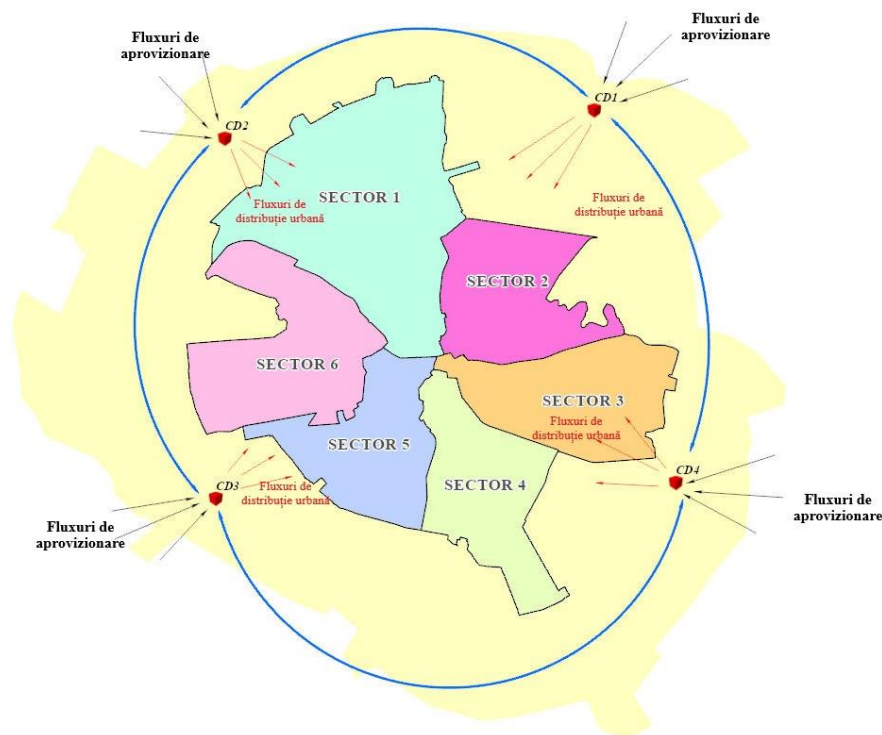 Fluxuri de
aprovizionare
Fluxuri de
aprovizionare
CD1
CD2
SECTOR 1
Fluxuri de
distribuție urbană
Fluxuri de
distribuție urbană
SECTOR 2
SECTOR 6
SECTOR 3
Fluxuri de
distribuție urbană
SECTOR 5
SECTOR 4
CD4
CD3
Fluxuri de
distribuție urbană
Fluxuri de
aprovizionare
Fluxuri de
aprovizionare